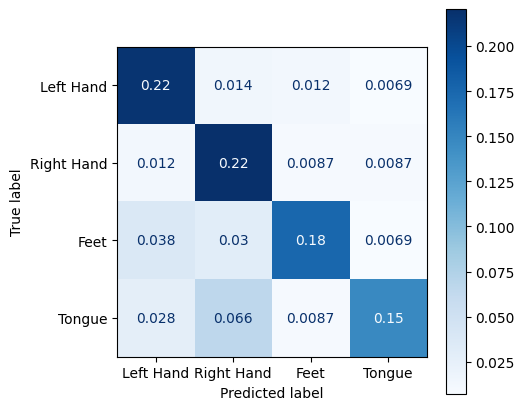 Left Hand 0.22 0.014 0.012 0.0069
Right Hand 0.012 0.22 0.0087 0.0087
Feet 0.038 0.03 0.18 0.0069
Tongue 0.028 0.066 0.0087 0.15
Left Hand Right Hand Feet Tongue
Predicted label
True label
0.200
0.175
0.150
0.125
0.100
0.075
0.050
0.025